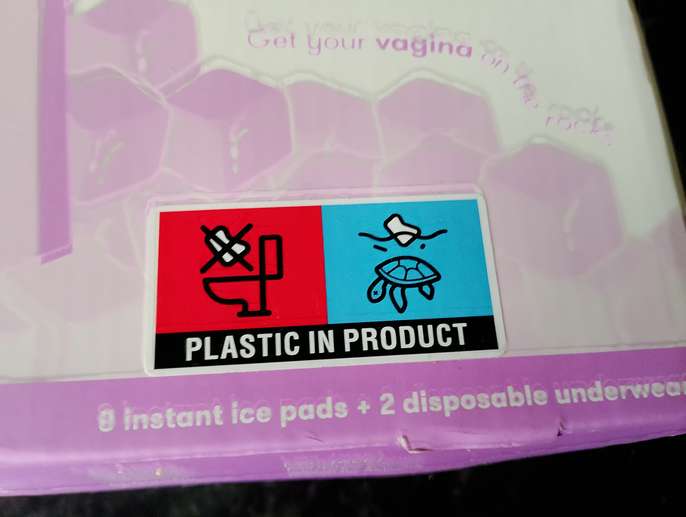 Get your vagina on the rocks
PLASTIC IN PRODUCT
8 instant ice pads + 2 disposable underwear